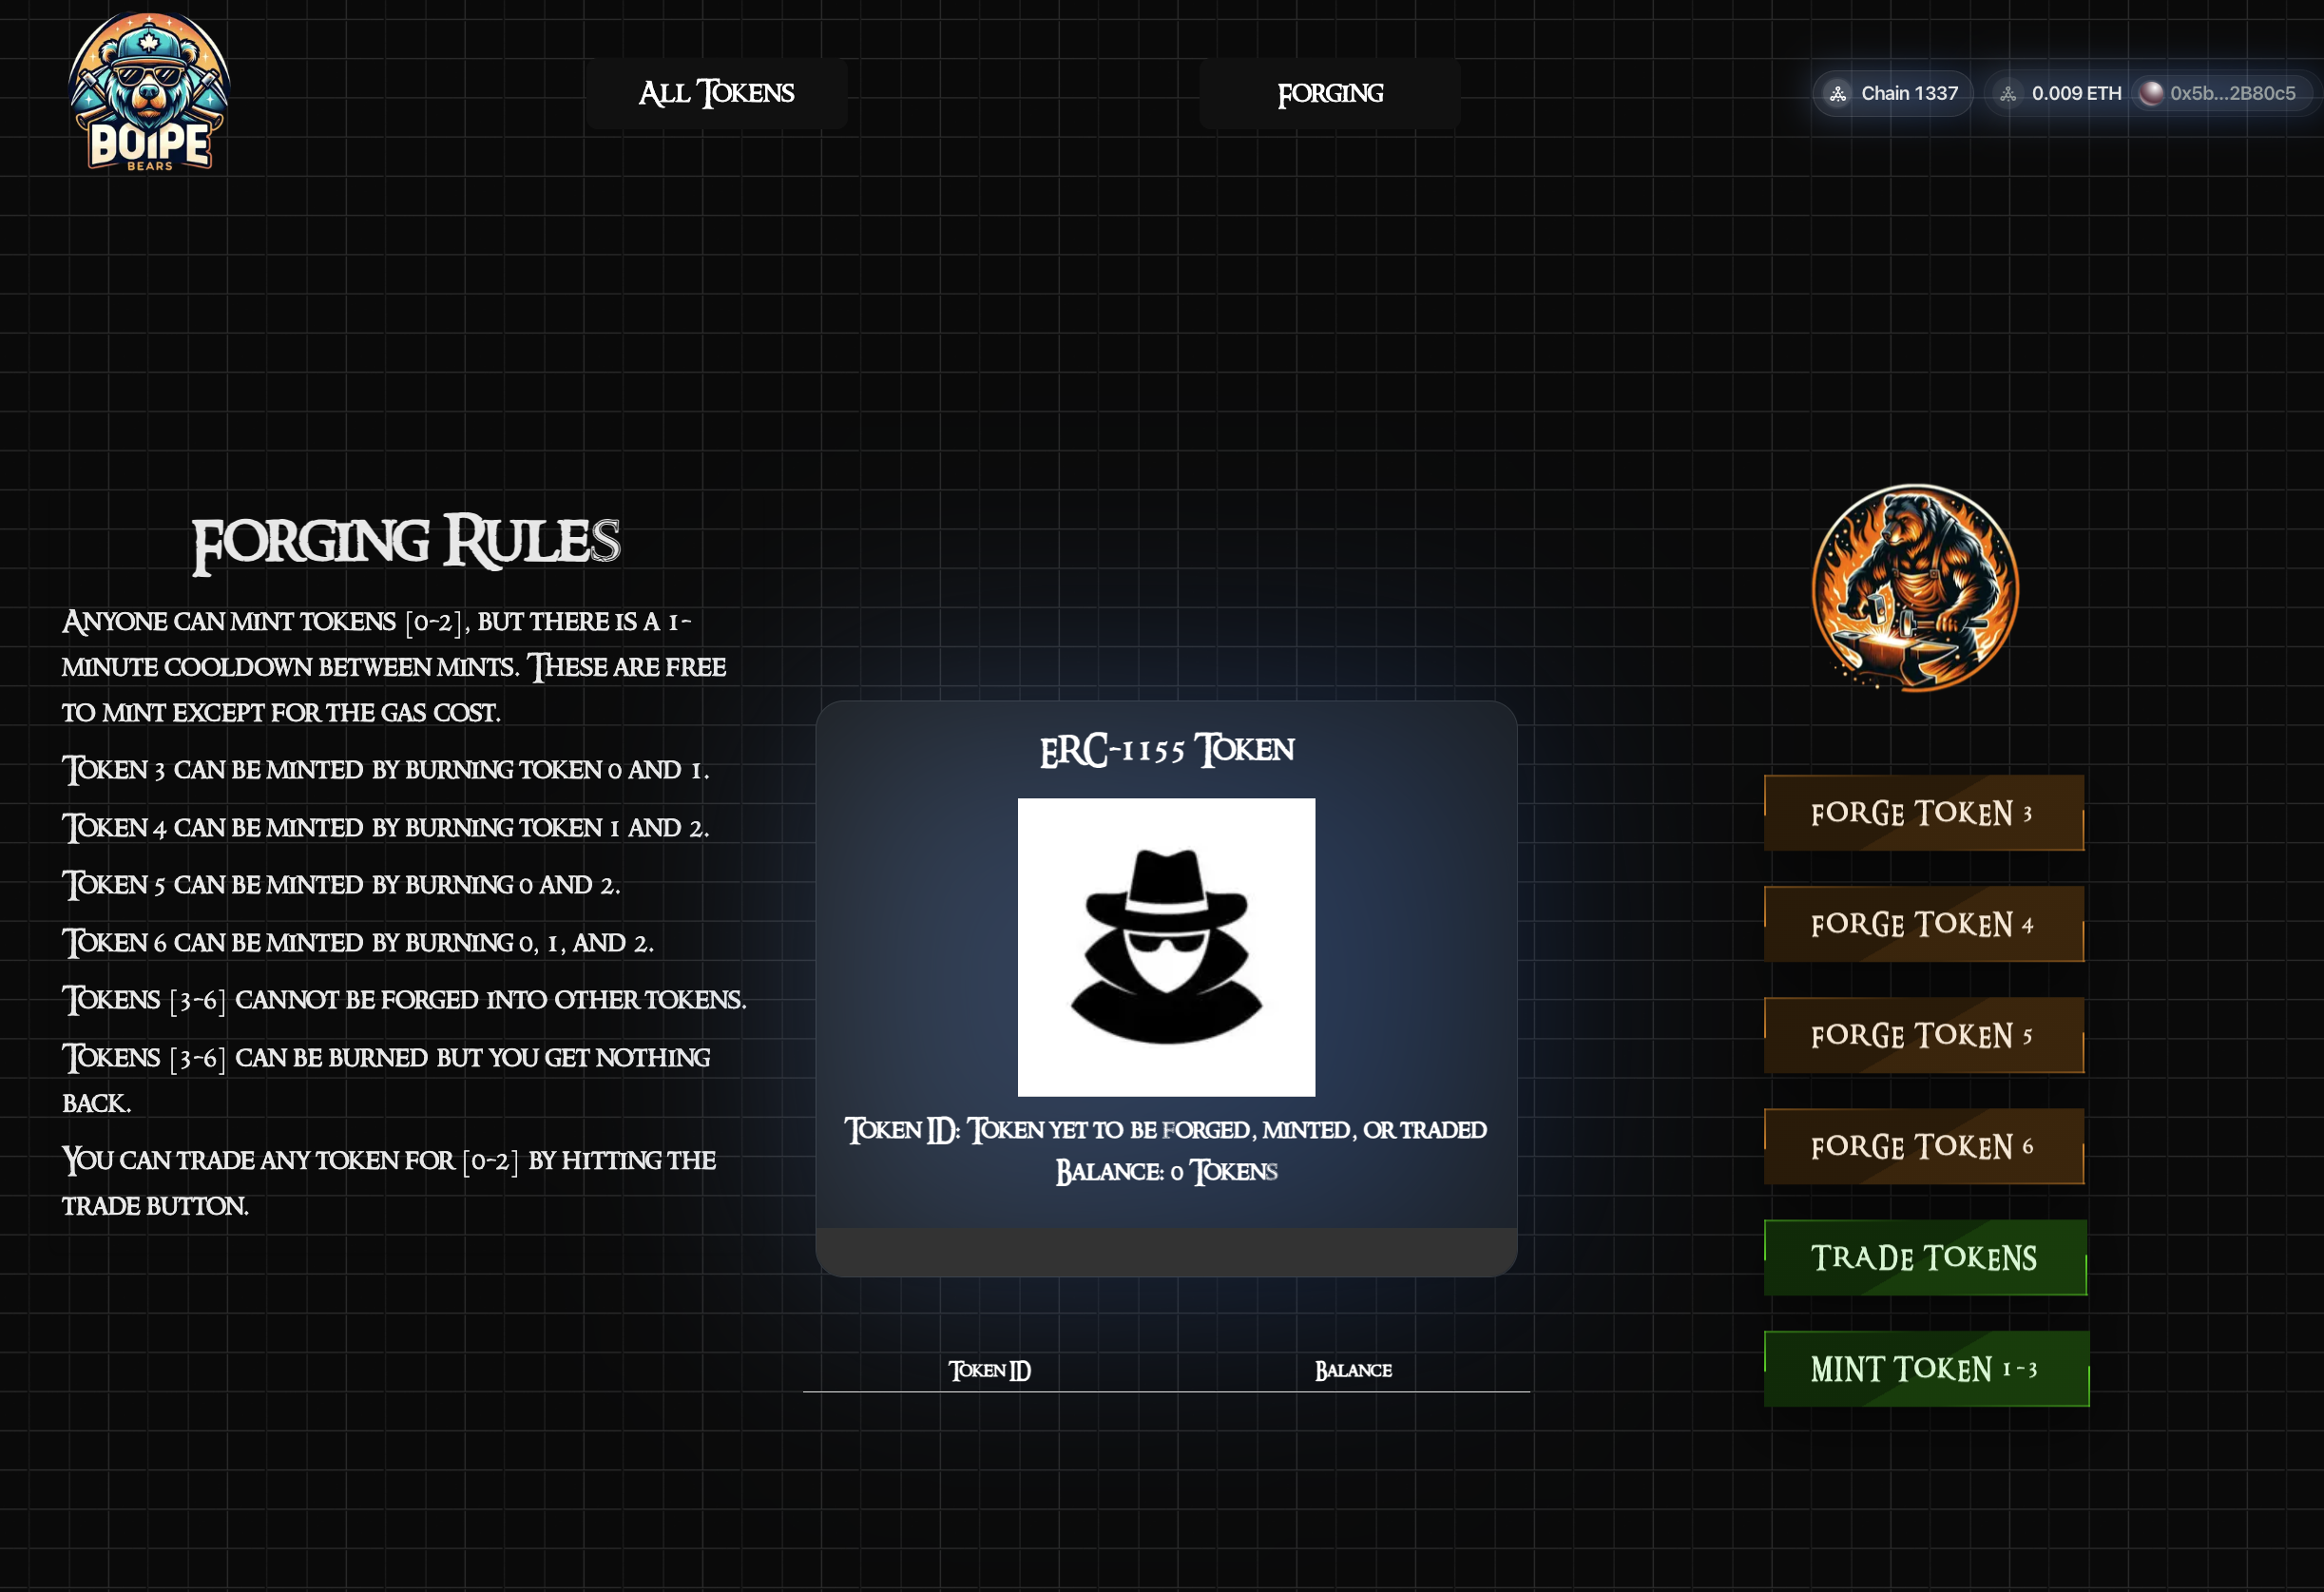 BOIPE
BEARS
All Tokens
Forging
Chain 1337
0.009 ETH
0x5b...2B80c5
Forging Rules
Anyone can mint tokens [0-2], but there is a 1-
minute cooldown between mints. These are free
to mint except for the gas cost.
Token 3 can be minted by burning token 0 and 1.
Token 4 can be minted by burning token 1 and 2.
Token 5 can be minted by burning 0 and 2.
Token 6 can be minted by burning 0, 1, and 2.
Tokens [3-6] cannot be forged into other tokens.
Tokens [3-6] can be burned but you get nothing
back.
You can trade any token for [0-2] by hitting the
trade button.
ERC-1155 Token
Token ID: Token yet to be forged, minted, or traded
Balance: 0 Tokens
Token ID
Balance
Forge Token 3
Forge Token 4
Forge Token 5
Forge Token 6
Trade Tokens
Mint Token 1-3